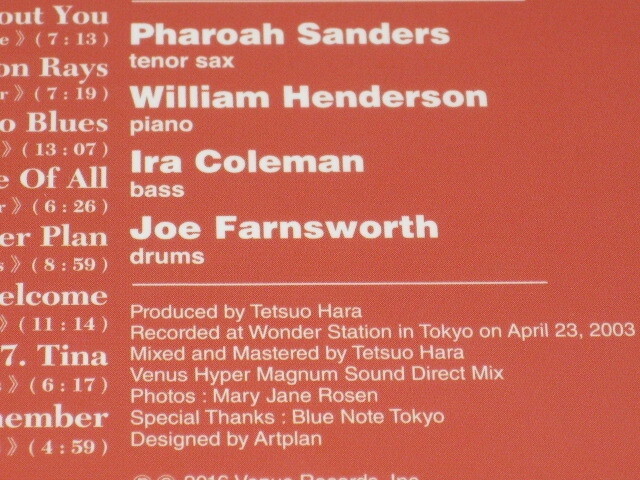 out You
e 》( 7 : 13 )
on Rays
r 》( 7 : 19 )
o Blues
》( 13 : 07 )
e Of All
r 》( 6 : 26 )
er Plan
s 》( 8 : 59 )
elcome
》( 11 : 14 )
7. Tina
s 》( 6 : 17 )
member
》( 4 : 59 )
Pharoah Sanders
tenor sax
William Henderson
piano
Ira Coleman
bass
Joe Farnsworth
drums
Produced by Tetsuo Hara
Recorded at Wonder Station in Tokyo on April 23, 2003
Mixed and Mastered by Tetsuo Hara
Venus Hyper Magnum Sound Direct Mix
Photos : Mary Jane Rosen
Special Thanks : Blue Note Tokyo
Designed by Artplan
2016 Venus Records, Inc.